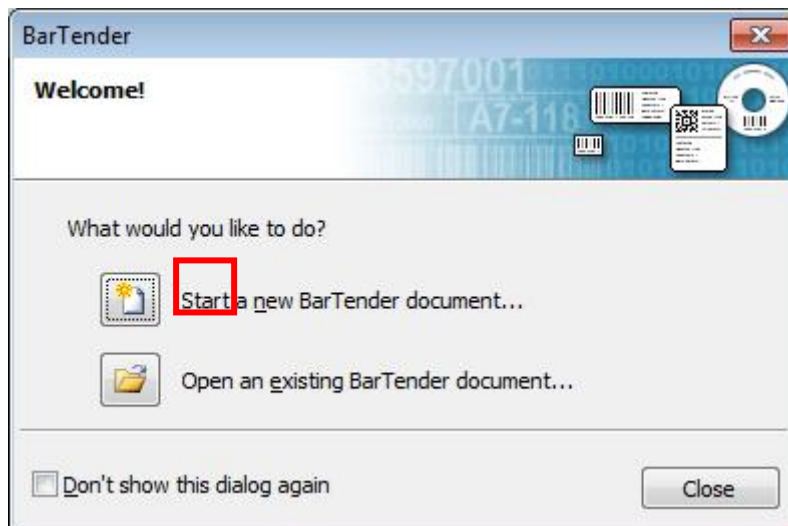 BarTender
Welcome!
3597001
A7-118
What would you like to do?
Start a new BarTender document...
Open an existing BarTender document...
Don't show this dialog again
Close